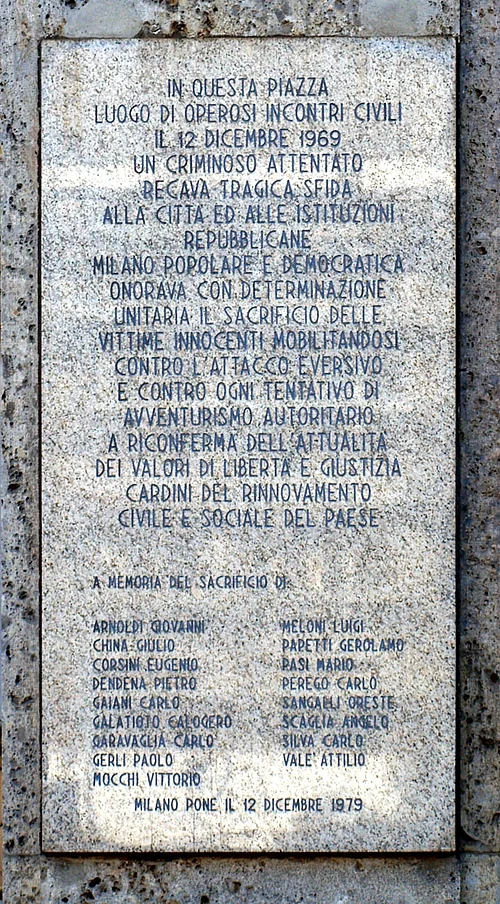 IN QUESTA PIAZZA
LUOGO DI OPEROSI INCONTRI CIVILI
IL 12 DICEMBRE 1969
UN CRIMINOSO ATTENTATO
RECAVA TRAGICA SFIDA
ALLA CITTÀ ED ALLE ISTITUZIONI
REPUBBLICANE
MILANO POPOLARE E DEMOCRATICA
ONORAVA CON DETERMINAZIONE
UNITARIA IL SACRIFICIO DELLE
VITTIME INNOCENTI MOBILITANDOSI
CONTRO L'ATTACCO EVERSIVO
E CONTRO OGNI TENTATIVO DI
AVVENTURISMO AUTORITARIO
A RICONFERMA DELL'ATTUALITÀ
DEI VALORI DI LIBERTÀ E GIUSTIZIA
CARDINI DEL RINNOVAMENTO
CIVILE E SOCIALE DEL PAESE
A MEMORIA DEL SACRIFICIO DI:
ARNOLDI GIOVANNI
CHINA GIULIO
CORSINI EUGENIO
DENDENA PIETRO
GAIANI CARLO
GALATIOTO CALOGERO
GARAVAGLIA CARLO
GERLI PAOLO
MOCCHI VITTORIO
MELONI LUIGI
PAPETTI GEROLAMO
PASI MARIO
PEREGO CARLO
SANGALLI ORESTE
SCAGLIA ANGELO
SILVA CARLO
VALE' ATTILIO
MILANO PONE IL 12 DICEMBRE 1979